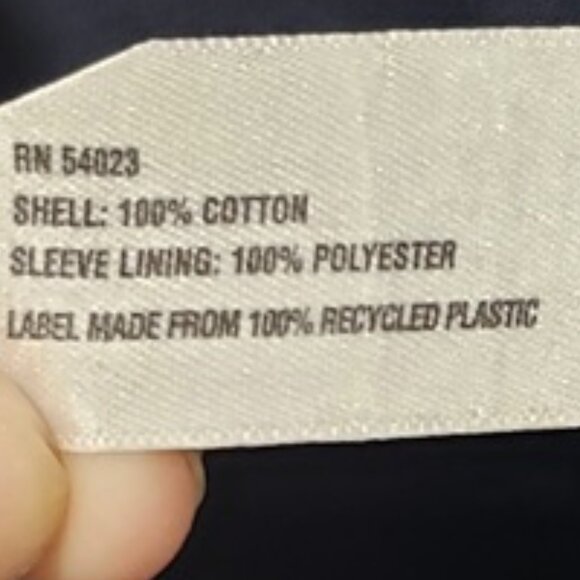 RN 54023
SHELL: 100% COTTON
SLEEVE LINING: 100% POLYESTER
LABEL MADE FROM 100% RECYCLED PLASTIC